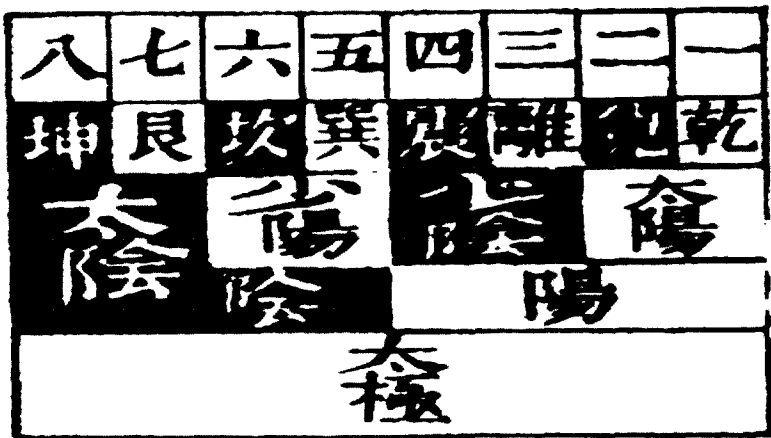 一 二 三 四 五 六 七 八
乾 兌 離 震 巽 坎 艮 坤
太陽 少陰 少陽 太陰
陽 陰
太極